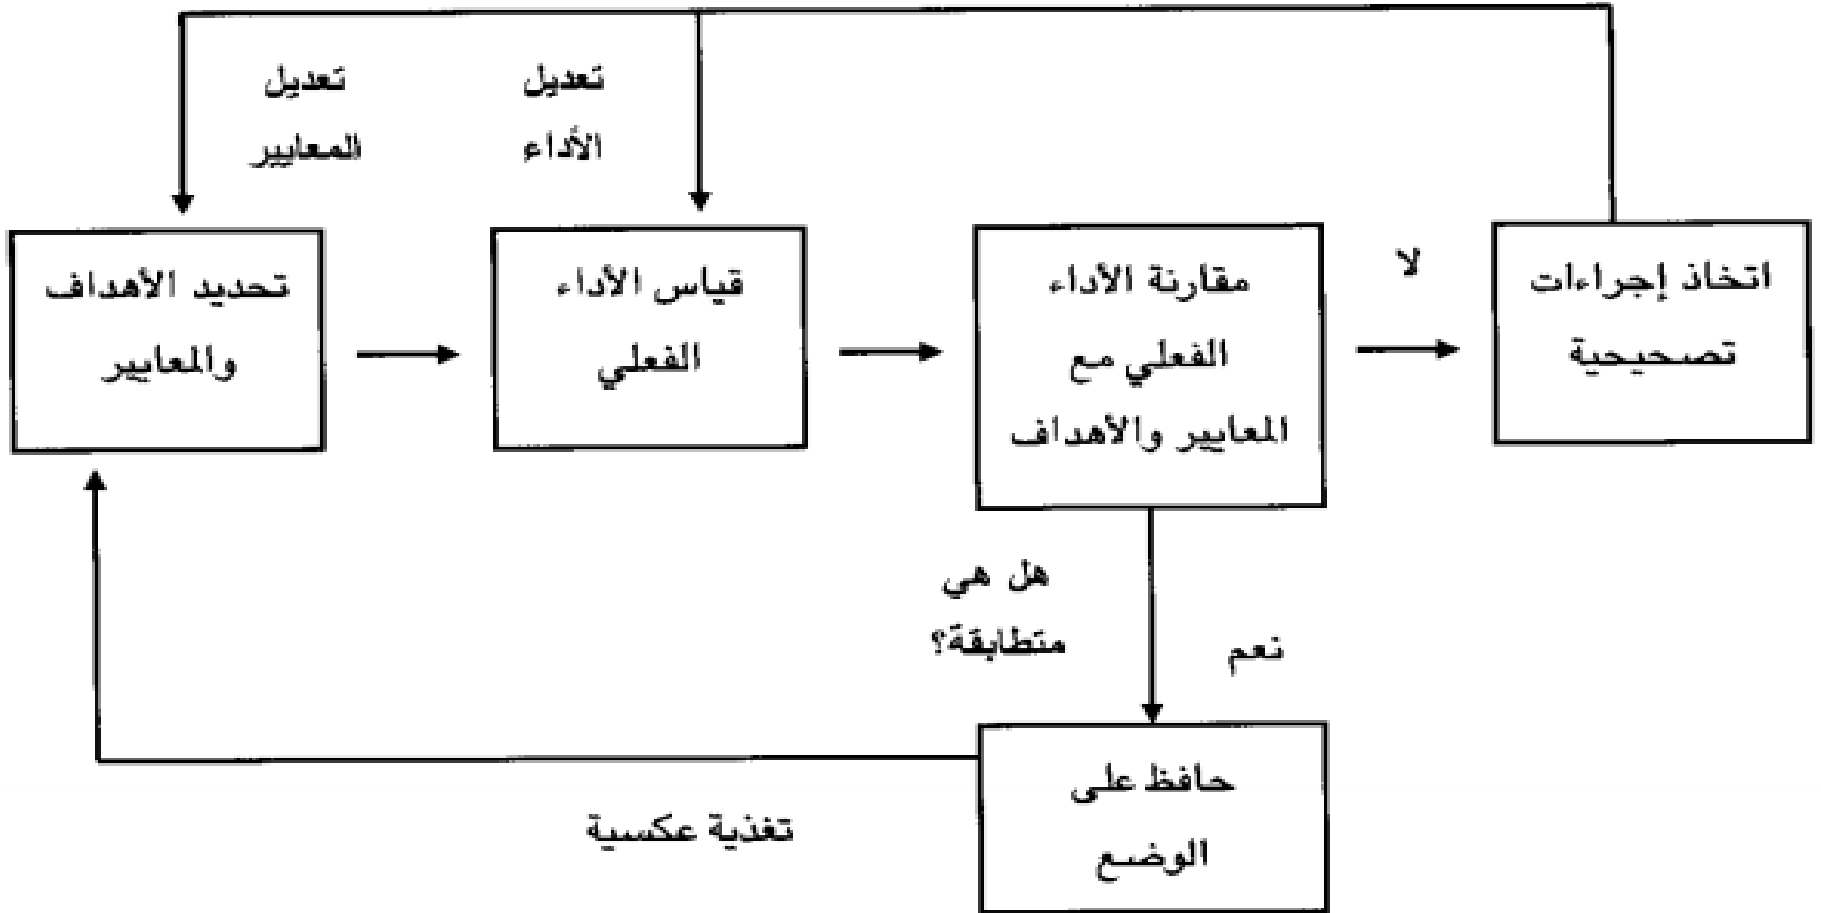 تعديل
المعايير
تعديل
الأداء
تحديد الأهداف
والمعايير
قياس الأداء
الفعلي
مقارنة الأداء
الفعلي مع
المعايير والأهداف
لا
اتخاذ إجراءات
تصحيحية
هل هي
متطابقة؟
نعم
حافظ على
الوضع
تغذية عكسية